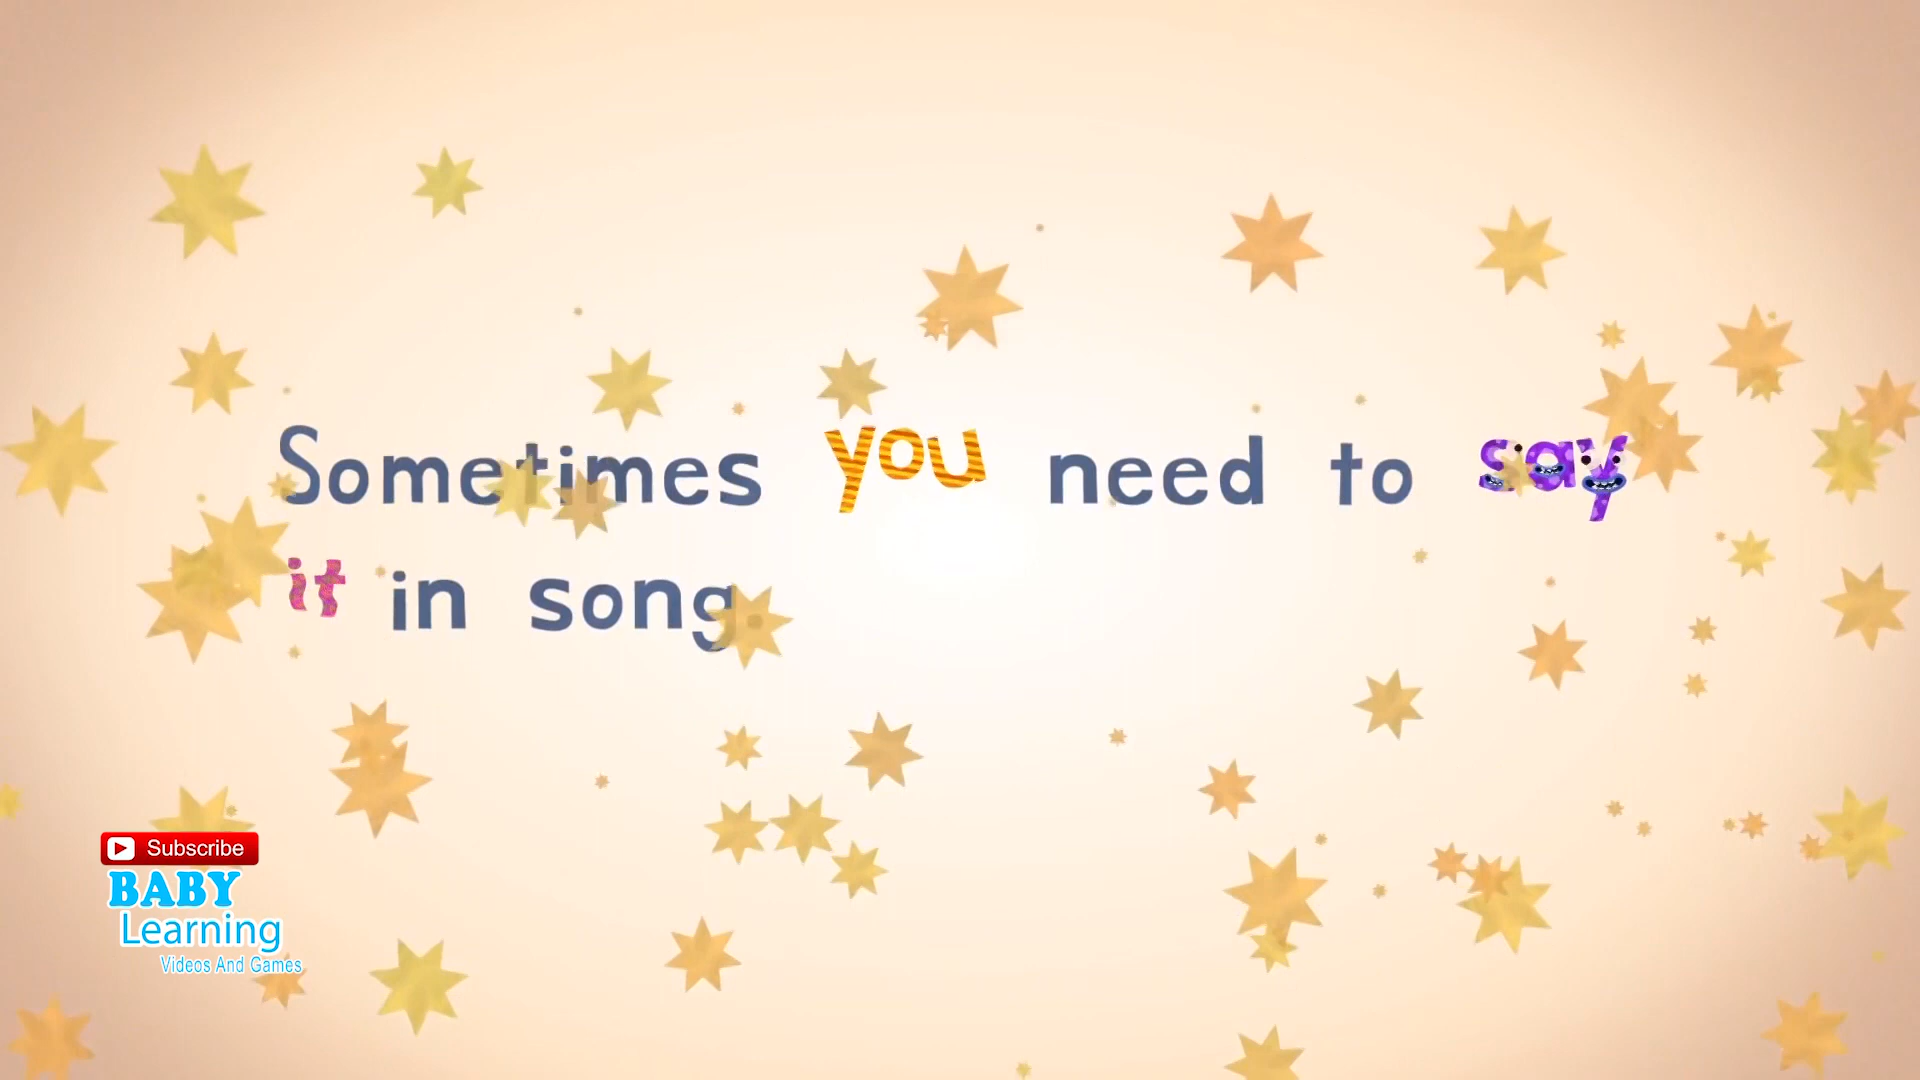 Sometimes you need to say
it in song.
Subscribe
BABY
Learning
Videos And Games